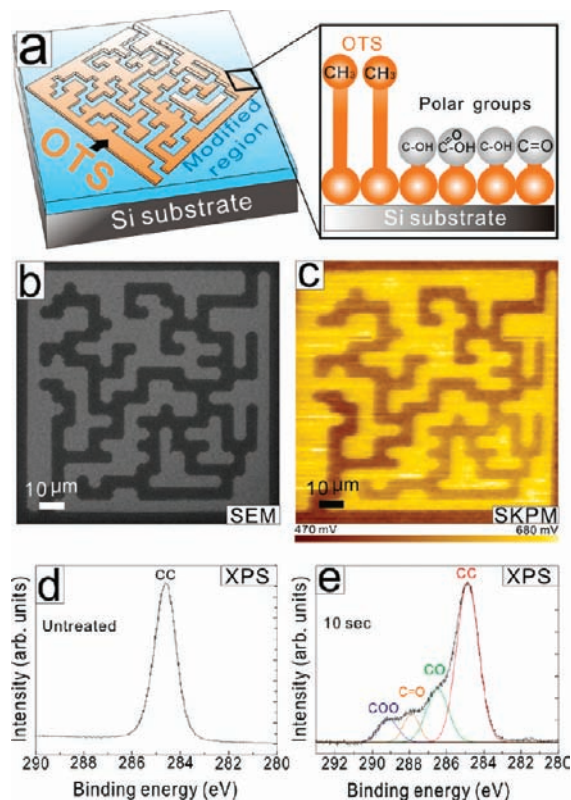 a
OTS
Modified
region
Si substrate
OTS
CH₃ CH₃
Polar groups
C-OH C=O C-OH C-OH C=O
Si substrate
b
10 μm
SEM
c
10 μm
SKPM
470 mV 680 mV
d
CC
XPS
Untreated
Intensity (arb. units)
290 288 286 284 282 280
Binding energy (eV)
e
CC
XPS
10 sec
CO
C=O
COO
Intensity (arb. units)
292 290 288 286 284 282 280
Binding energy (eV)